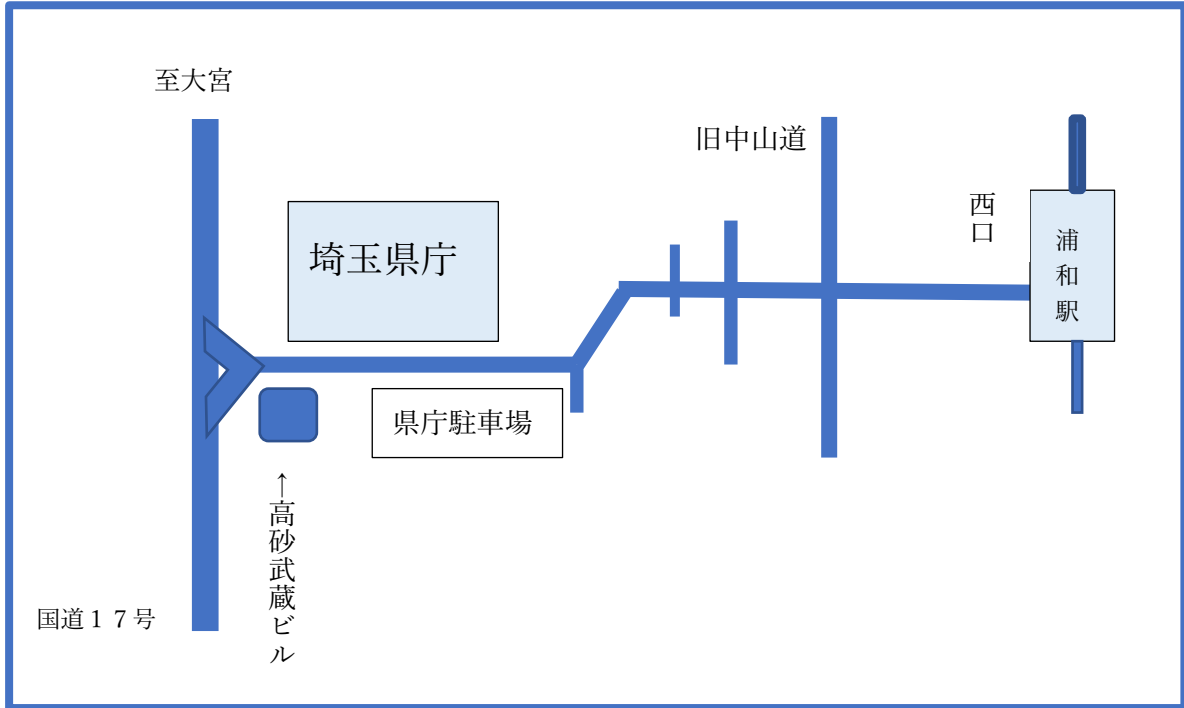 至大宮
旧中山道
西口
浦和駅
埼玉県庁
県庁駐車場
↑高砂武蔵ビル
国道１７号